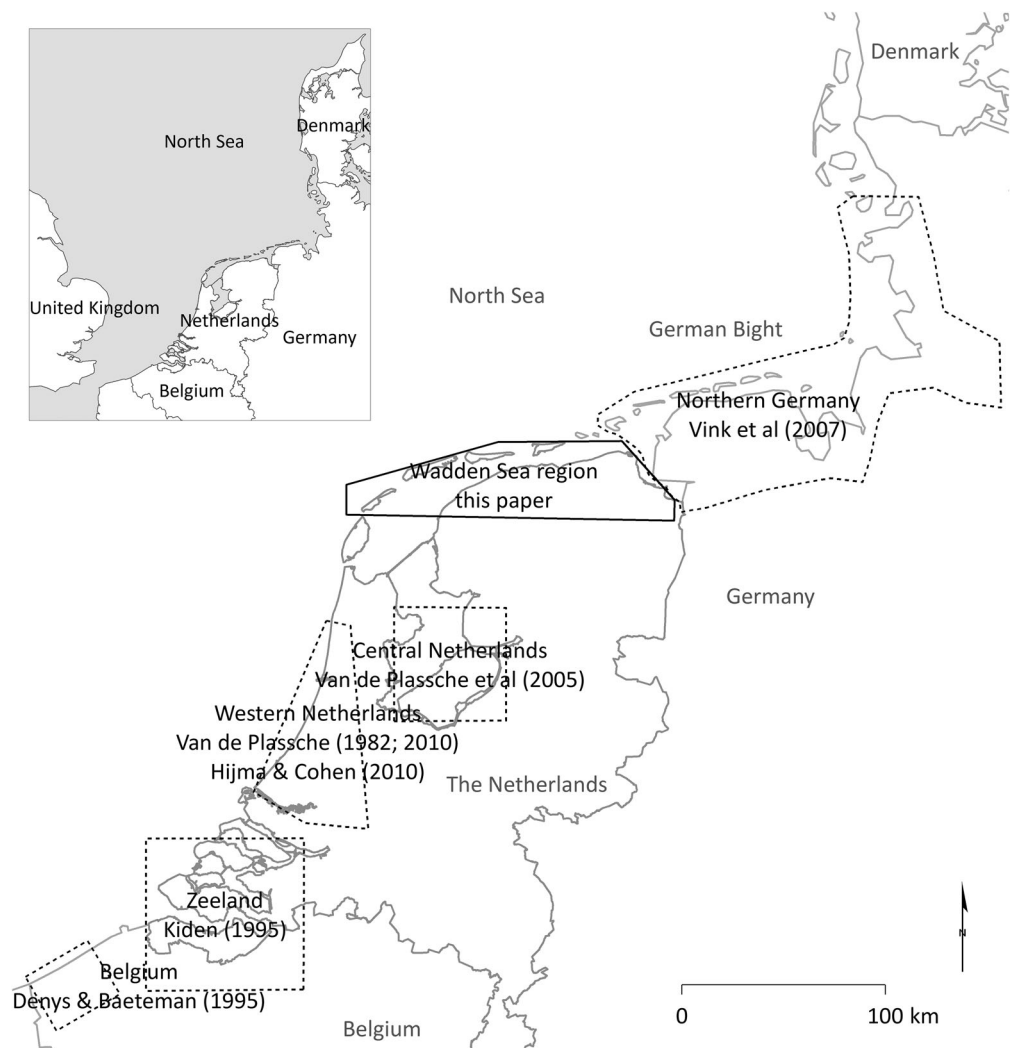 Denmark
North Sea
Denmark
United Kingdom
Netherlands
Germany
Belgium
North Sea
German Bight
Northern Germany
Vink et al (2007)
Wadden Sea region
this paper
Germany
Central Netherlands
Van de Plassche et al (2005)
Western Netherlands
Van de Plassche (1982; 2010)
Hijma & Cohen (2010)
The Netherlands
Zeeland
Kiden (1995)
Belgium
Denys & Baeteman (1995)
Belgium
N
0 100 km